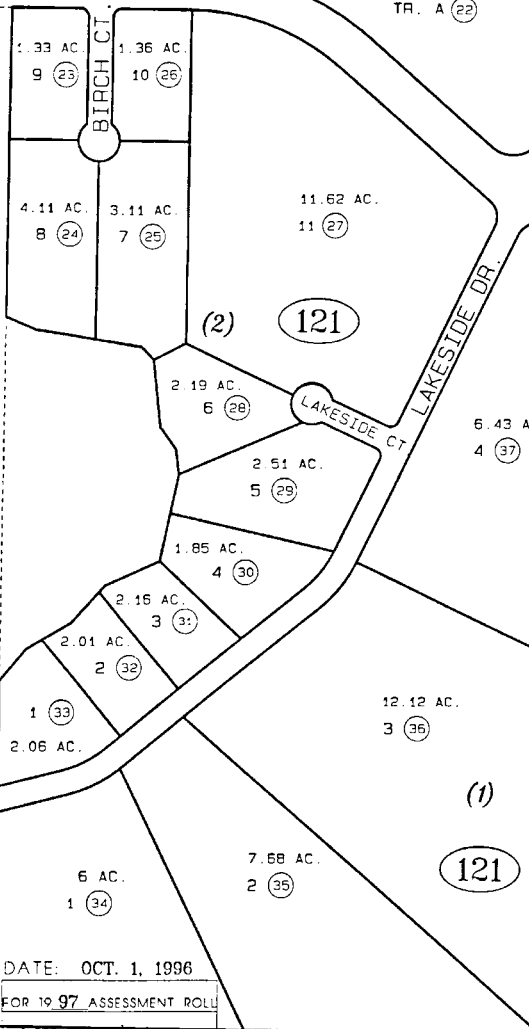 TR. A 22
1.33 AC.
9 23
BIRCH CT.
1.36 AC.
10 26
4.11 AC.
8 24
3.11 AC.
7 25
11.62 AC.
11 27
(2)
121
LAKESIDE DR.
2.19 AC.
6 28
LAKESIDE CT.
6.43 A
4 37
2.51 AC.
5 29
1.85 AC.
4 30
2.16 AC.
3 31
2.01 AC.
2 32
1 33
2.06 AC.
12.12 AC.
3 36
(1)
121
7.68 AC.
2 35
6 AC.
1 34
DATE: OCT. 1, 1996
FOR 19 97 ASSESSMENT ROLL